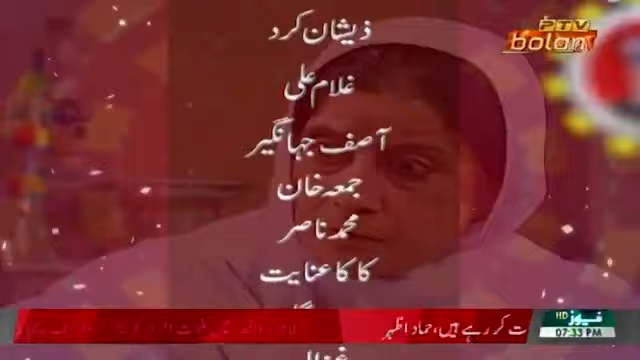 PTV
bolan
ذیشان کرد
غلام علی
آصف جہانگیر
جمعہ خان
محمد ناصر
کاکا عنایت
ت کر رہے ہیں، حماد اظہر
HD نیوز
07:33 PM